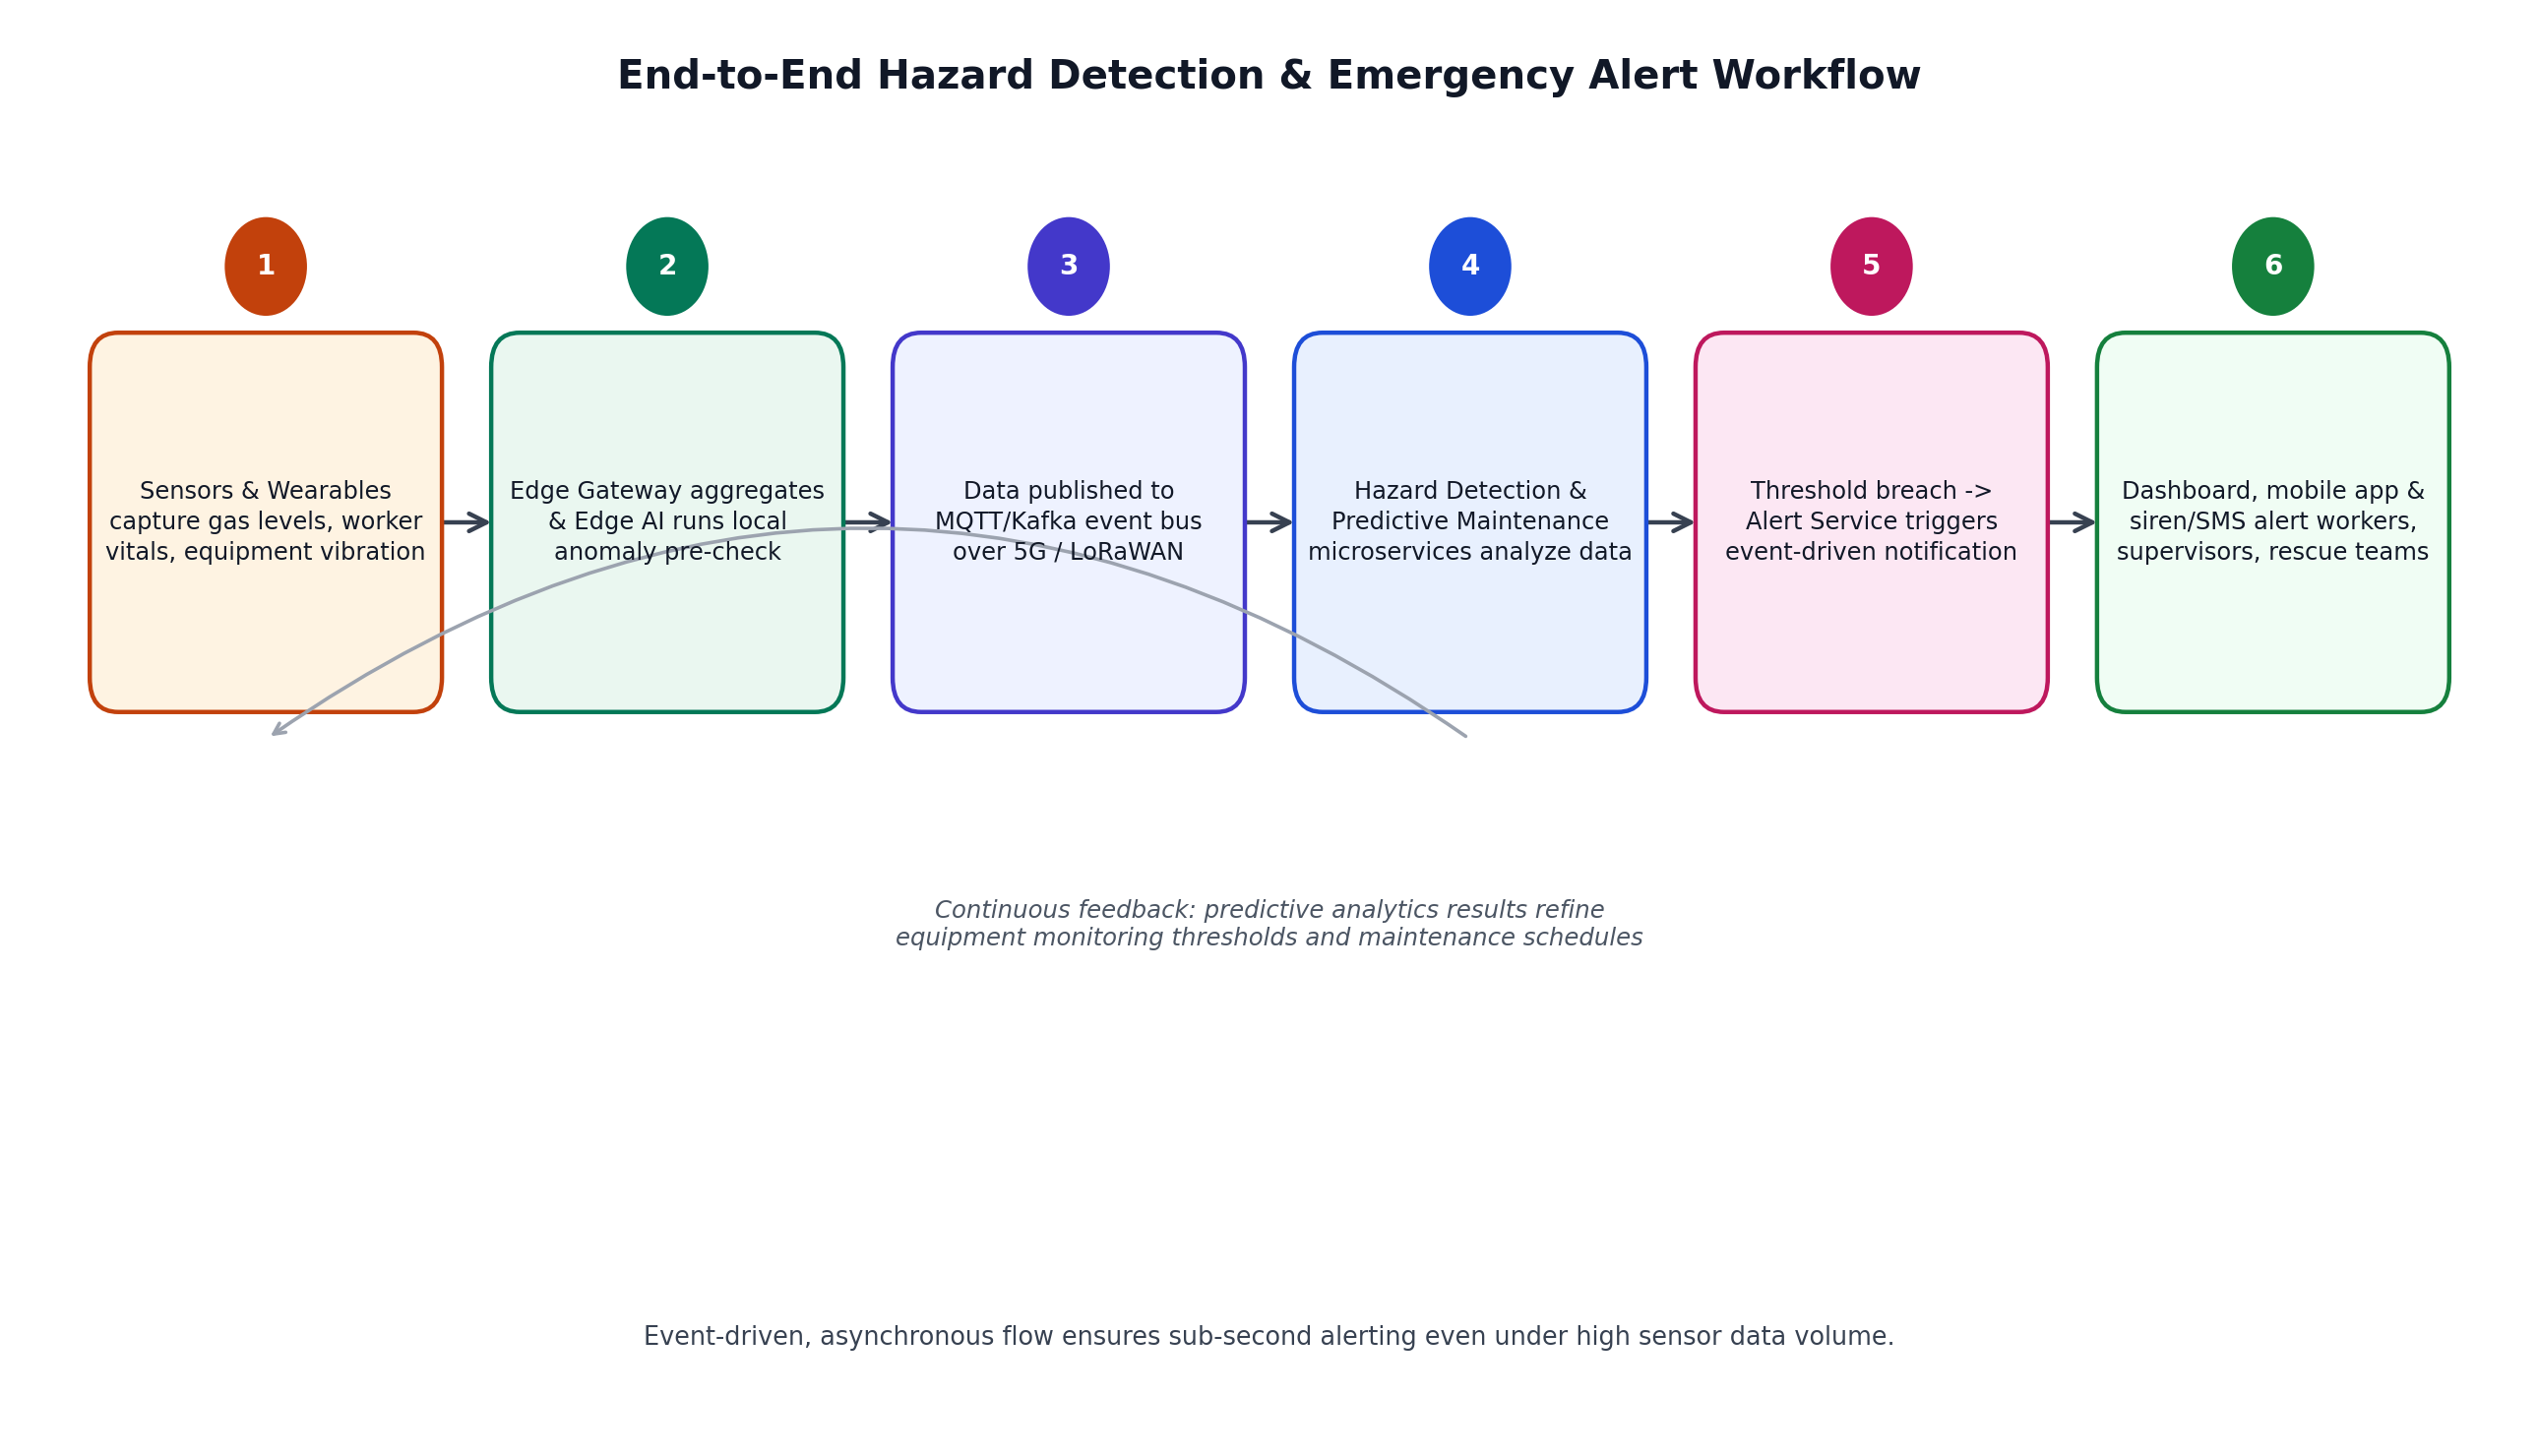 End-to-End Hazard Detection & Emergency Alert Workflow
1
Sensors & Wearables
capture gas levels, worker
vitals, equipment vibration
2
Edge Gateway aggregates
& Edge AI runs local
anomaly pre-check
3
Data published to
MQTT/Kafka event bus
over 5G / LoRaWAN
4
Hazard Detection &
Predictive Maintenance
microservices analyze data
5
Threshold breach ->
Alert Service triggers
event-driven notification
6
Dashboard, mobile app &
siren/SMS alert workers,
supervisors, rescue teams
Continuous feedback: predictive analytics results refine
equipment monitoring thresholds and maintenance schedules
Event-driven, asynchronous flow ensures sub-second alerting even under high sensor data volume.